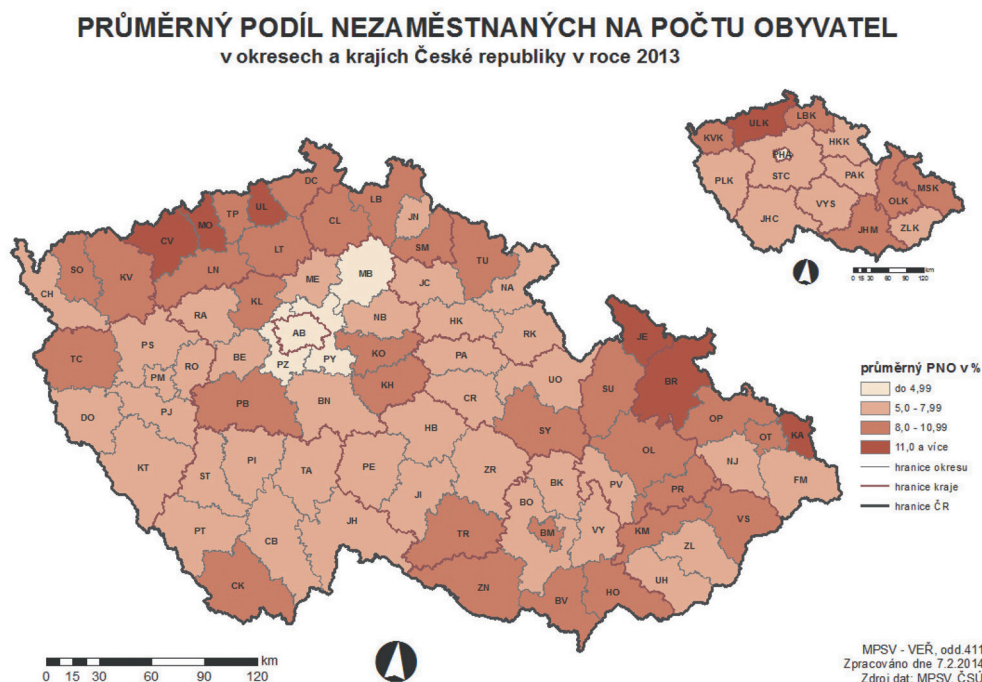 PRŮMĚRNÝ PODÍL NEZAMĚSTNANÝCH NA POČTU OBYVATEL
v okresech a krajích České republiky v roce 2013
KVK
ULK
LBK
HKK
PHA
STC
PLK
PAK
JHC
VYS
OLK
MSK
JHM
ZLK
0 15 30 60 90 120 km
DC
LB
UL
TP
MO
CV
CL
JN
SO
KV
LN
LT
SM
TU
CH
ME
MB
JC
NA
KL
RA
AB
NB
HK
RK
TC
PS
RO
BE
PZ
PY
KO
PA
JE
PM
KH
UO
SU
BR
DO
PJ
PB
BN
CR
OP
OT
KA
HB
SY
OL
NJ
FM
KT
ST
PI
TA
PE
ZR
BK
PV
PR
JI
BO
VS
PT
CB
JH
TR
BM
VY
KM
ZL
CK
ZN
BV
HO
UH
průměrný PNO v %
do 4,99
5,0 - 7,99
8,0 - 10,99
11,0 a více
hranice okresu
hranice kraje
hranice ČR
0 15 30 60 90 120 km
MPSV - VEŘ, odd.411
Zpracováno dne 7.2.2014
Zdroj dat: MPSV, ČSÚ